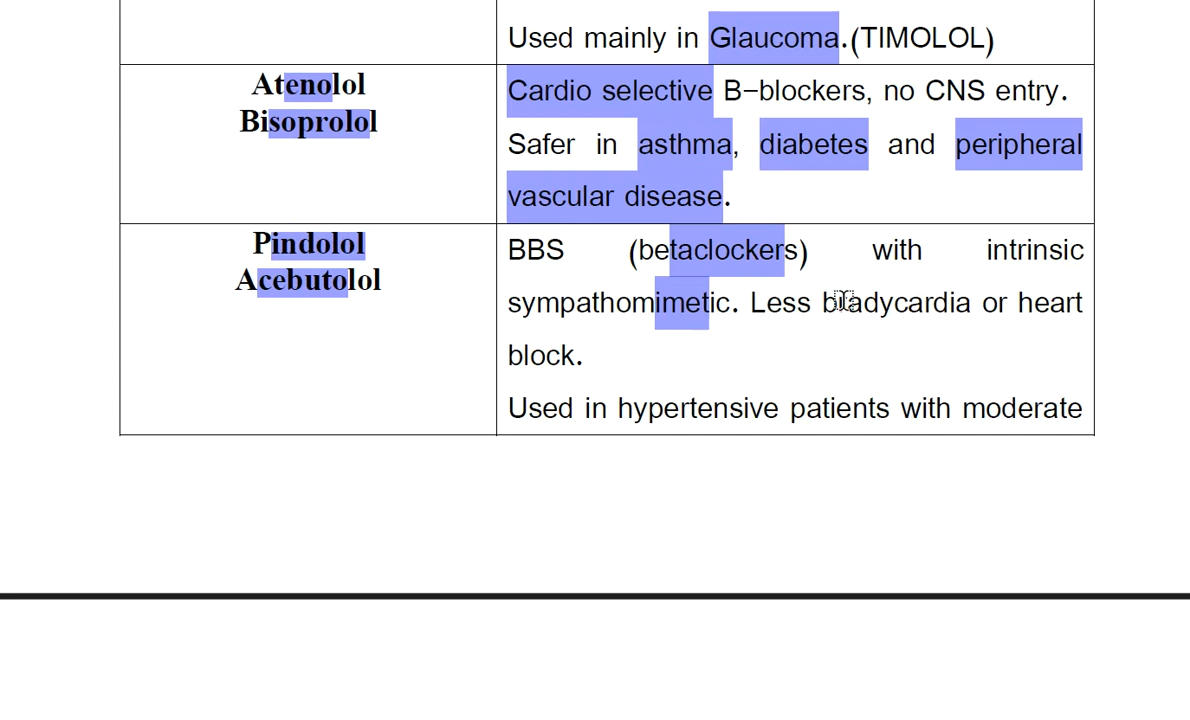 Used mainly in Glaucoma.(TIMOLOL)
Atenolol
Bisoprolol
Cardio selective B-blockers, no CNS entry.
Safer in asthma, diabetes and peripheral
vascular disease.
Pindolol
Acebutolol
BBS (betaclockers) with intrinsic
sympathomimetic. Less bradycardia or heart
block.
Used in hypertensive patients with moderate